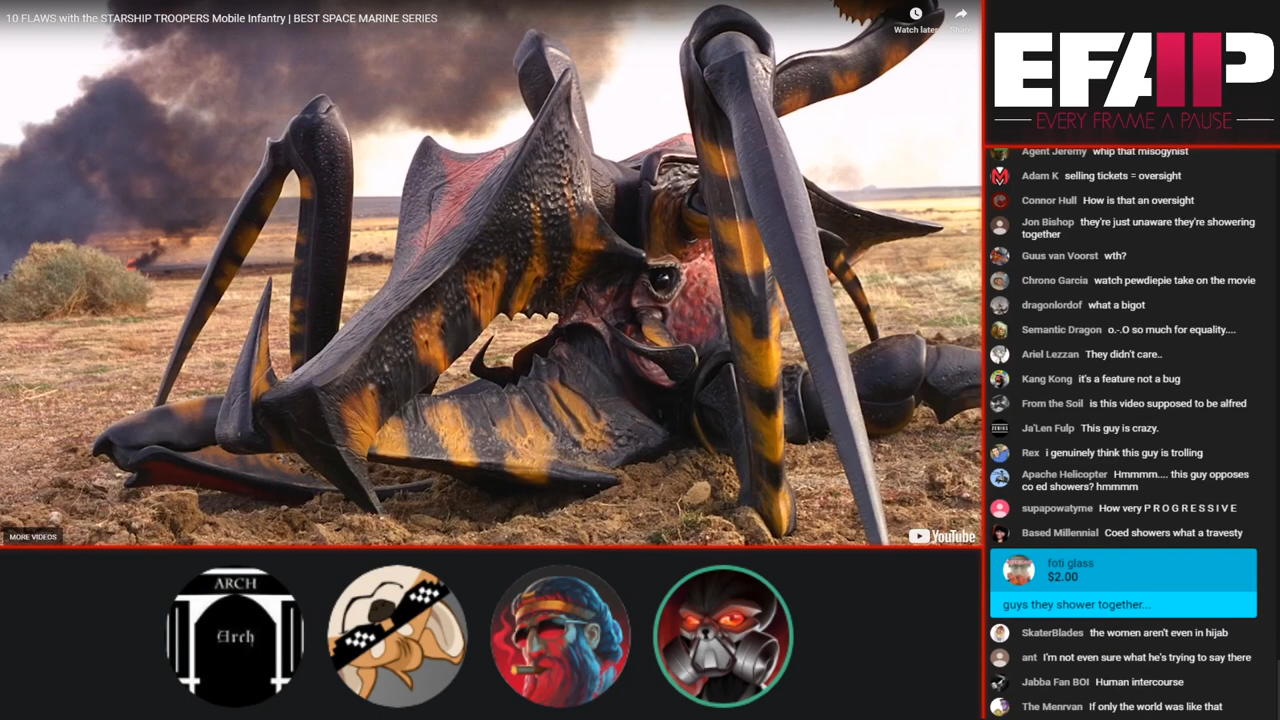 10 FLAWS with the STARSHIP TROOPERS Mobile Infantry | BEST SPACE MARINE SERIES
Watch later
Share
MORE VIDEOS
YouTube
ARCH
Arch
EFAP
EVERY FRAME A PAUSE
Agent Jeremy whip that misogynist
Adam K selling tickets = oversight
Connor Hull How is that an oversight
Jon Bishop they're just unaware they're showering
together
Guus van Voorst wth?
Chrono Garcia watch pewdiepie take on the movie
dragonlordof what a bigot
Semantic Dragon o.-.O so much for equality....
Ariel Lezzan They didn't care..
Kang Kong it's a feature not a bug
From the Soil is this video supposed to be alfred
Ja'Len Fulp This guy is crazy.
Rex i genuinely think this guy is trolling
Apache Helicopter Hmmmm.... this guy opposes
co ed showers? hmmmm
supapowatyme How very P R O G R E S S I V E
Based Millennial Coed showers what a travesty
foti glass
$2.00
guys they shower together...
SkaterBlades the women aren't even in hijab
ant I'm not even sure what he's trying to say there
Jabba Fan BOI Human intercourse
The Menrvan If only the world was like that